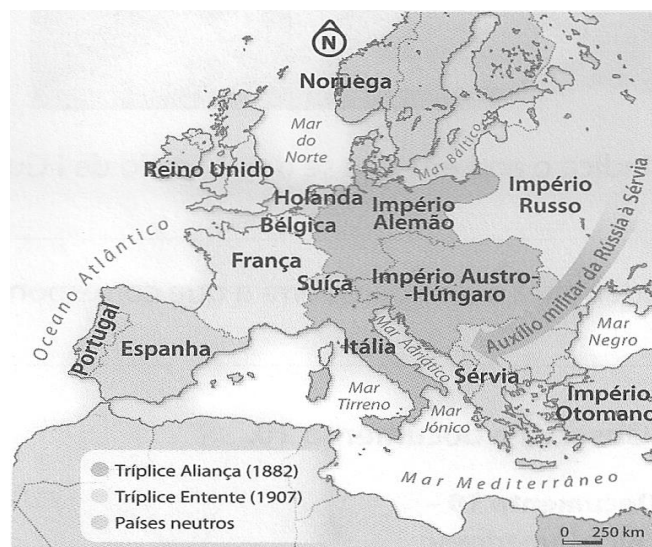 N
Noruega
Mar
do
Norte
Mar Báltico
Reino Unido
Holanda
Império
Alemão
Império
Russo
Bélgica
Oceano Atlântico
França
Suíça
Império Austro-
-Húngaro
Auxílio militar da Rússia à Sérvia
Mar
Negro
Portugal
Espanha
Itália
Mar Adriático
Sérvia
Mar
Tirreno
Mar
Jónico
Império
Otomano
Mar Mediterrâneo
Tríplice Aliança (1882)
Tríplice Entente (1907)
Países neutros
0 250 km